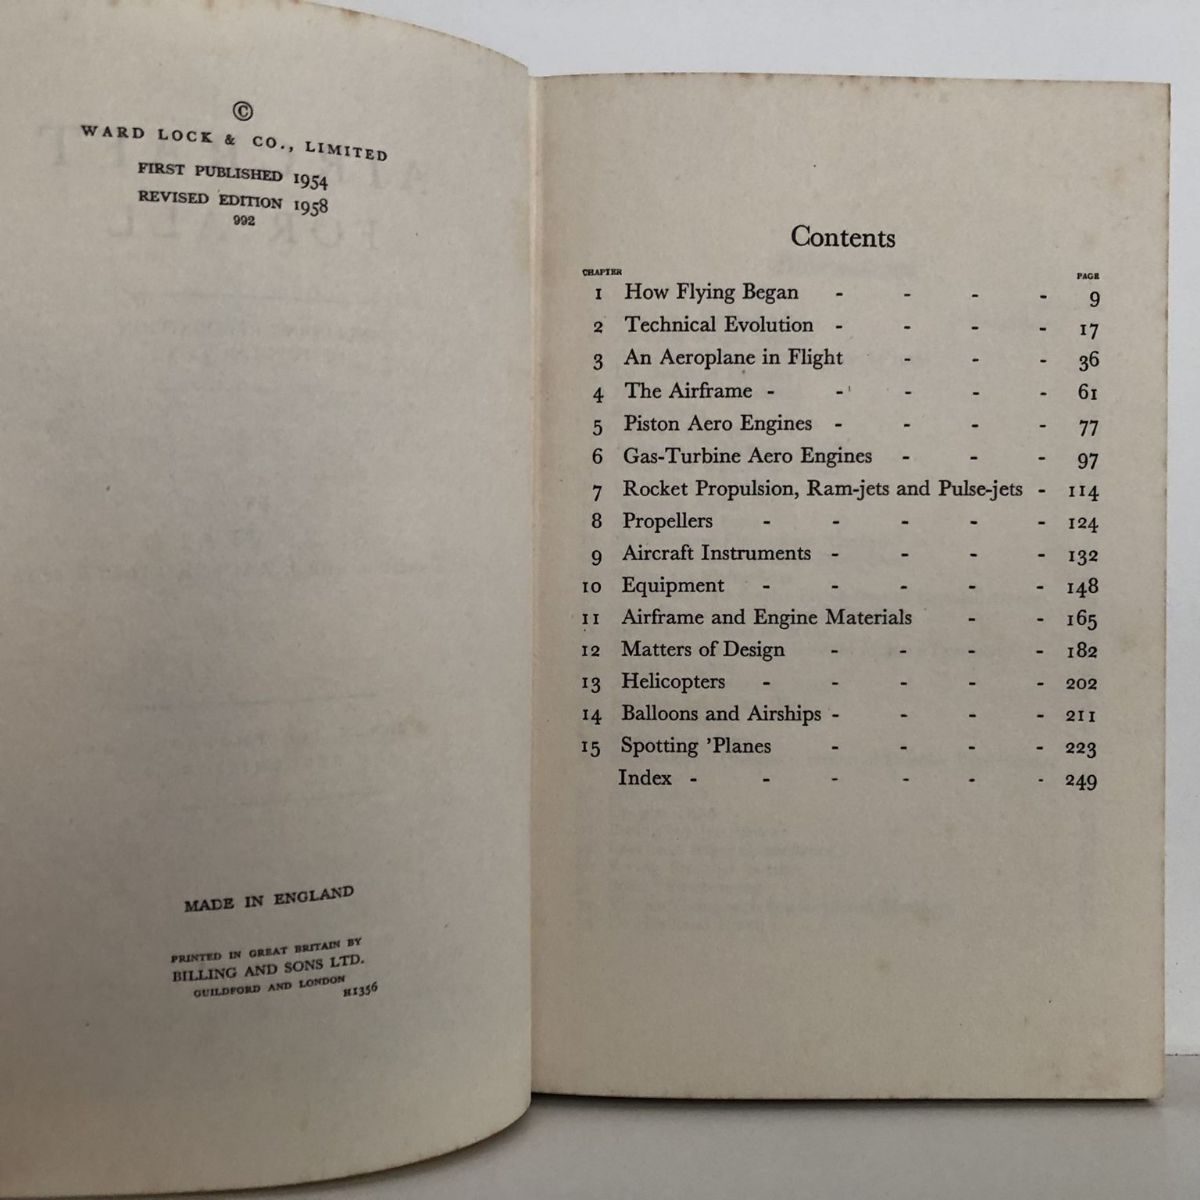 ©
WARD LOCK & CO., LIMITED
FIRST PUBLISHED 1954
REVISED EDITION 1958
992
MADE IN ENGLAND
PRINTED IN GREAT BRITAIN BY
BILLING AND SONS LTD.
GUILDFORD AND LONDON
H1356
Contents
CHAPTER PAGE
1 How Flying Began - - - - 9
2 Technical Evolution - - - - 17
3 An Aeroplane in Flight - - - 36
4 The Airframe - - - - - 61
5 Piston Aero Engines - - - - 77
6 Gas-Turbine Aero Engines - - - 97
7 Rocket Propulsion, Ram-jets and Pulse-jets - 114
8 Propellers - - - - - 124
9 Aircraft Instruments - - - - 132
10 Equipment - - - - - 148
11 Airframe and Engine Materials - - 165
12 Matters of Design - - - - 182
13 Helicopters - - - - - 202
14 Balloons and Airships - - - - 211
15 Spotting 'Planes - - - - 223
Index - - - - - - 249